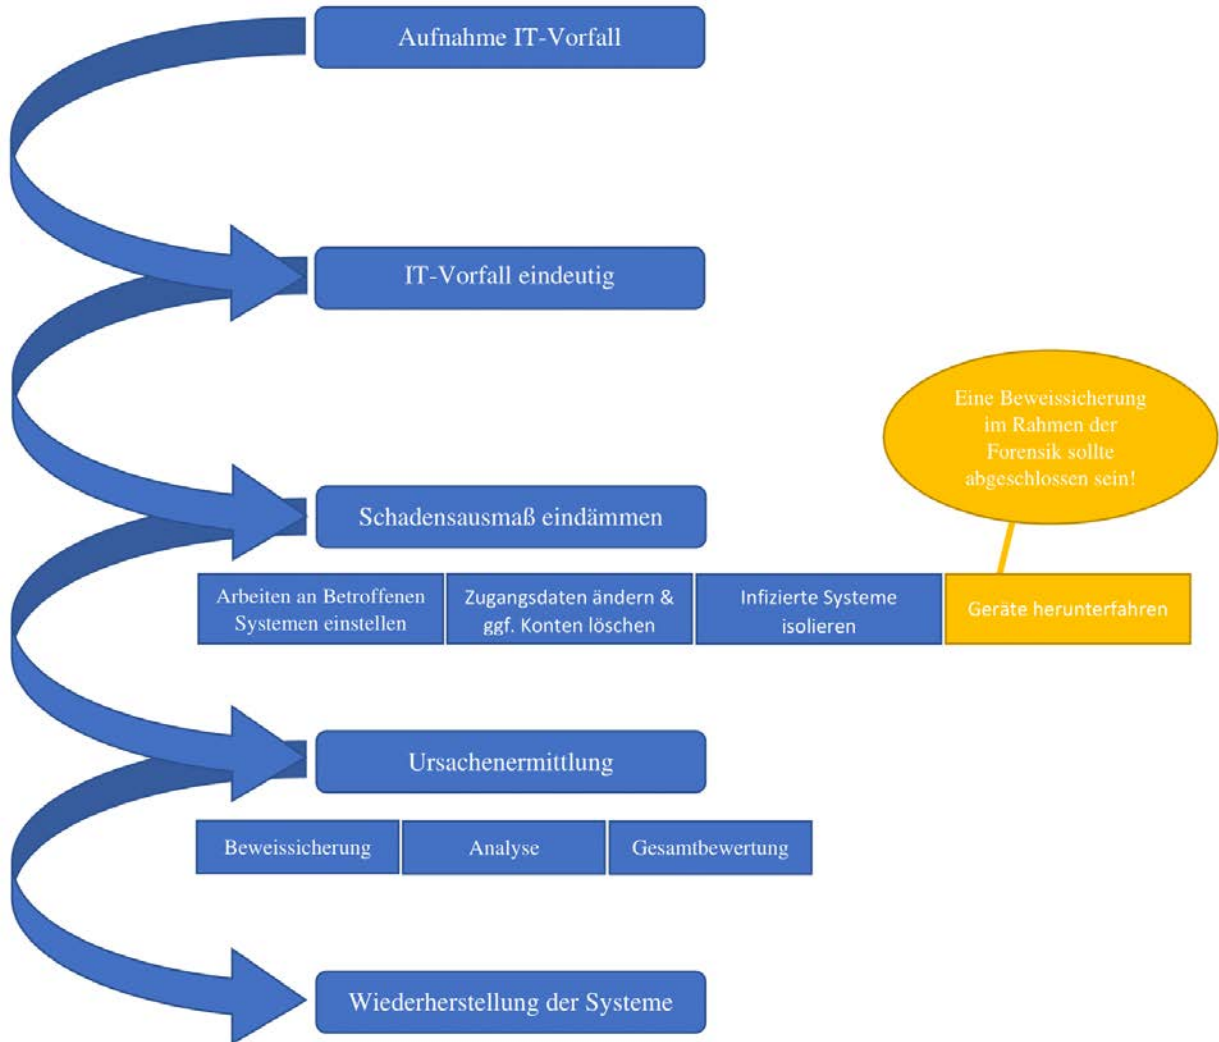 Aufnahme IT-Vorfall
IT-Vorfall eindeutig
Eine Beweissicherung
im Rahmen der
Forensik sollte
abgeschlossen sein!
Schadensausmaß eindämmen
Arbeiten an Betroffenen
Systemen einstellen
Zugangsdaten ändern &
ggf. Konten löschen
Infizierte Systeme
isolieren
Geräte herunterfahren
Ursachenermittlung
Beweissicherung
Analyse
Gesamtbewertung
Wiederherstellung der Systeme